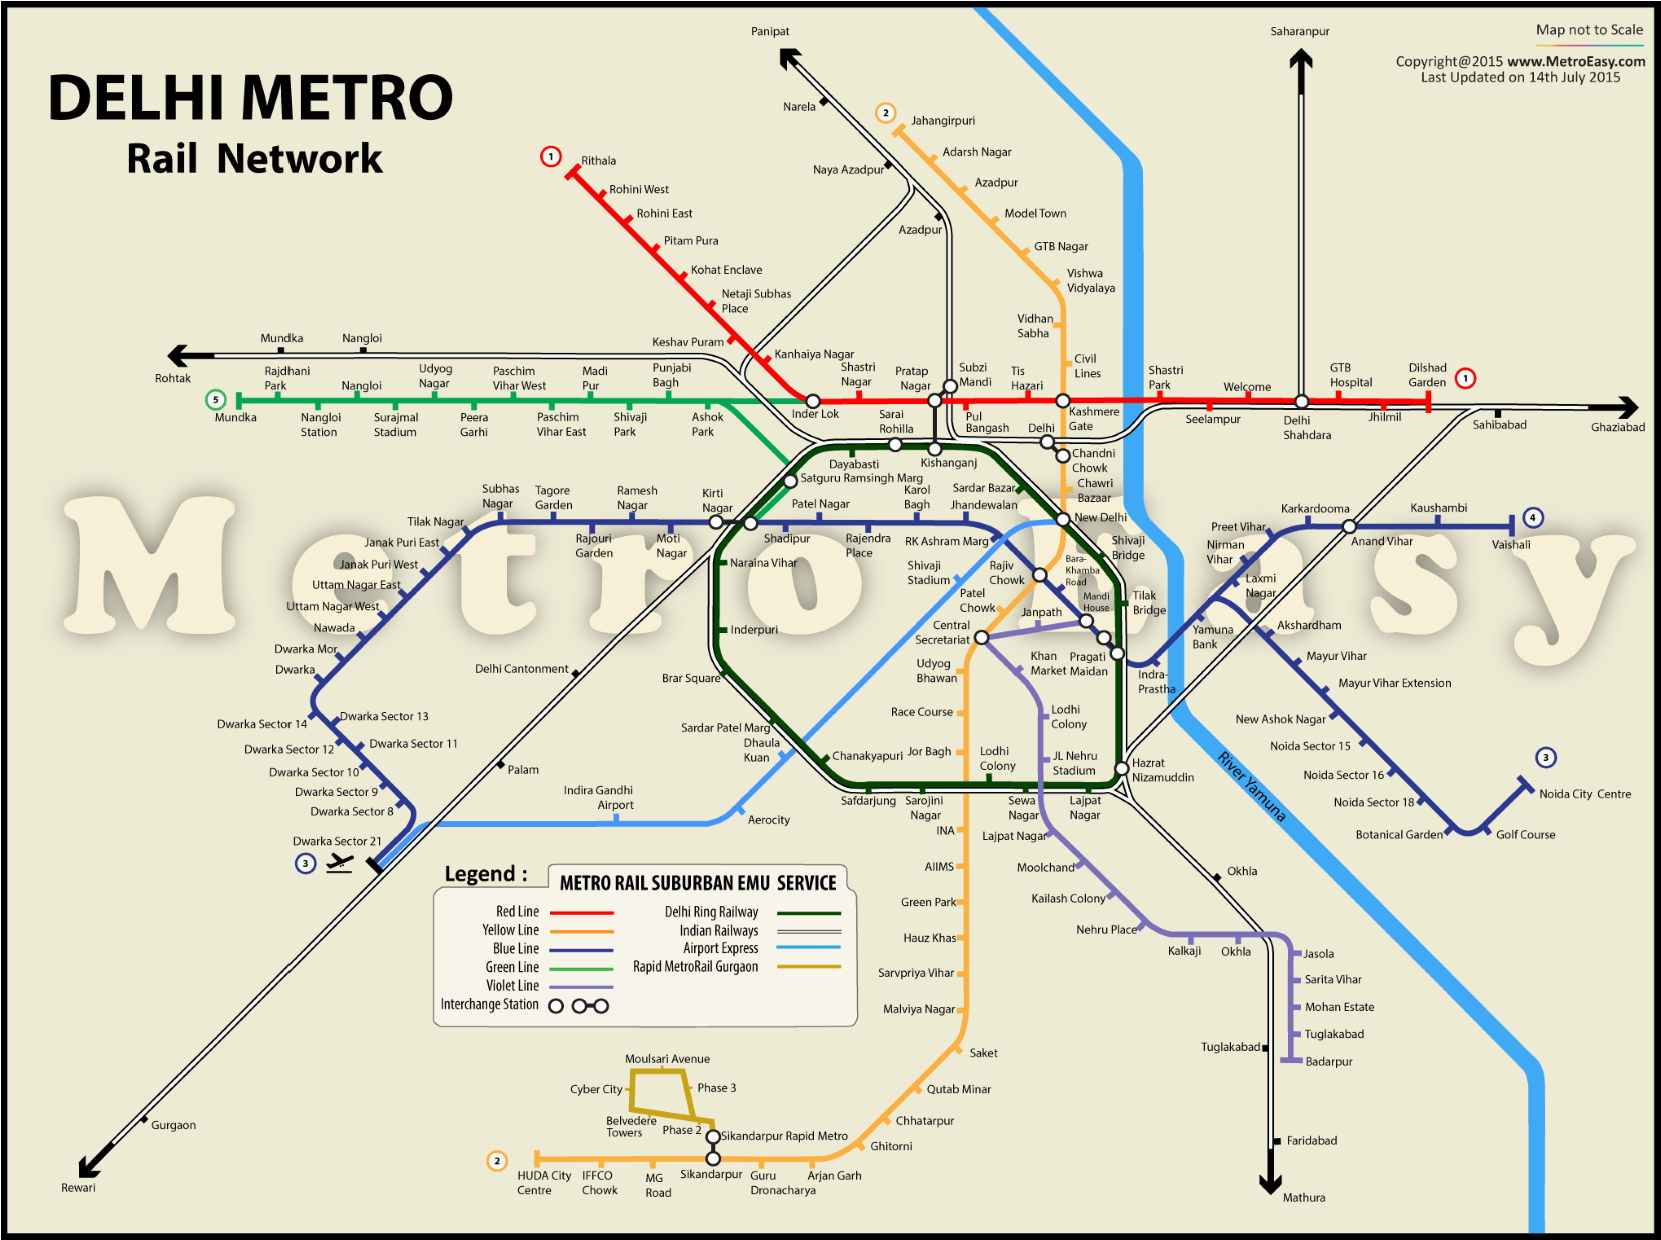 DELHI METRO
Rail Network
Map not to Scale
Copyright@2015 www.MetroEasy.com
Last Updated on 14th July 2015
Panipat
Saharanpur
Narela
Naya Azadpur
Azadpur
2
Jahangirpuri
Adarsh Nagar
Azadpur
Model Town
GTB Nagar
Vishwa
Vidyalaya
Vidhan
Sabha
Civil
Lines
1
Rithala
Rohini West
Rohini East
Pitam Pura
Kohat Enclave
Netaji Subhas
Place
Keshav Puram
Kanhaiya Nagar
Inder Lok
Shastri
Nagar
Pratap
Nagar
Subzi
Mandi
Pul
Bangash
Tis
Hazari
Kashmere
Gate
Shastri
Park
Seelampur
Welcome
Delhi
Shahdara
GTB
Hospital
Jhilmil
Dilshad
Garden
1
Sahibabad
Ghaziabad
Rohtak
Mundka
Nangloi
5
Mundka
Rajdhani
Park
Nangloi
Station
Nangloi
Surajmal
Stadium
Udyog
Nagar
Peera
Garhi
Paschim
Vihar West
Paschim
Vihar East
Madi
Pur
Shivaji
Park
Punjabi
Bagh
Ashok
Park
Satguru Ramsingh Marg
Dayabasti
Sarai
Rohilla
Kishanganj
Delhi
Chandni
Chowk
Chawri
Bazaar
Sardar Bazar
New Delhi
Metro Easy
Subhas
Nagar
Tagore
Garden
Rajouri
Garden
Ramesh
Nagar
Moti
Nagar
Kirti
Nagar
Shadipur
Patel Nagar
Rajendra
Place
Karol
Bagh
Jhandewalan
RK Ashram Marg
Rajiv
Chowk
Bara-
Khamba
Road
Mandi
House
Pragati
Maidan
Indra-
Prastha
Yamuna
Bank
Laxmi
Nagar
Nirman
Vihar
Preet Vihar
Karkardooma
Anand Vihar
Kaushambi
Vaishali
4
Akshardham
Mayur Vihar
Mayur Vihar Extension
New Ashok Nagar
Noida Sector 15
Noida Sector 16
Noida Sector 18
Botanical Garden
Golf Course
Noida City Centre
3
Tilak Nagar
Janak Puri East
Janak Puri West
Uttam Nagar East
Uttam Nagar West
Nawada
Dwarka Mor
Dwarka
Dwarka Sector 14
Dwarka Sector 13
Dwarka Sector 12
Dwarka Sector 11
Dwarka Sector 10
Dwarka Sector 9
Dwarka Sector 8
Dwarka Sector 21
3
Indira Gandhi
Airport
Aerocity
Dhaula
Kuan
Shivaji
Stadium
Naraina Vihar
Inderpuri
Brar Square
Sardar Patel Marg
Chanakyapuri
Safdarjung
Sarojini
Nagar
Lodhi
Colony
Sewa
Nagar
Lajpat
Nagar
Hazrat
Nizamuddin
Tilak
Bridge
Shivaji
Bridge
Delhi Cantonment
Palam
Gurgaon
Rewari
Patel
Chowk
Central
Secretariat
Janpath
Khan
Market
Lodhi
Colony
JL Nehru
Stadium
Lajpat Nagar
Moolchand
Kailash Colony
Nehru Place
Kalkaji
Okhla
Jasola
Sarita Vihar
Mohan Estate
Tuglakabad
Badarpur
Okhla
Tuglakabad
Faridabad
Mathura
River Yamuna
Udyog
Bhawan
Race Course
Jor Bagh
INA
AIIMS
Green Park
Hauz Khas
Sarvpriya Vihar
Malviya Nagar
Saket
Qutab Minar
Chhatarpur
Ghitorni
Arjan Garh
Guru
Dronacharya
Sikandarpur
MG
Road
IFFCO
Chowk
HUDA City
Centre
2
Sikandarpur Rapid Metro
Phase 2
Phase 3
Moulsari Avenue
Cyber City
Belvedere
Towers
Legend :
METRO RAIL SUBURBAN EMU SERVICE
Red Line
Yellow Line
Blue Line
Green Line
Violet Line
Interchange Station
Delhi Ring Railway
Indian Railways
Airport Express
Rapid MetroRail Gurgaon